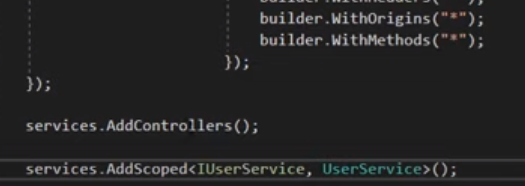 builder.WithOrigins("*");
builder.WithMethods("*");
});
});
services.AddControllers();
services.AddScoped<IUserService, UserService>();